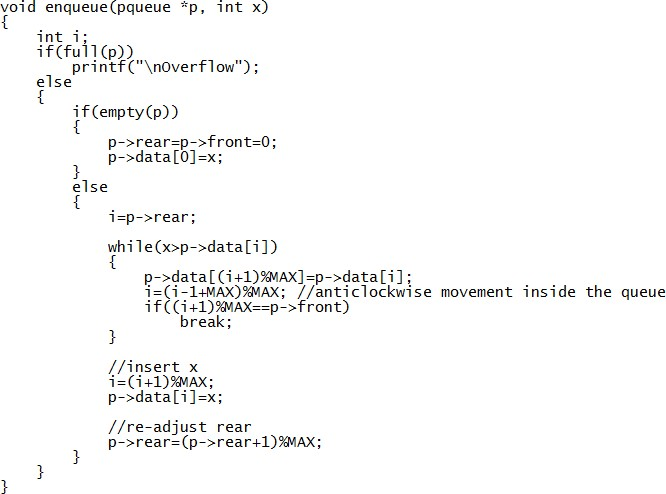 void enqueue(pqueue *p, int x)
{
    int i;
    if(full(p))
        printf("\nOverflow");
    else
    {
        if(empty(p))
        {
            p->rear=p->front=0;
            p->data[0]=x;
        }
        else
        {
            i=p->rear;

            while(x>p->data[i])
            {
                p->data[(i+1)%MAX]=p->data[i];
                i=(i-1+MAX)%MAX; //anticlockwise movement inside the queue
                if((i+1)%MAX==p->front)
                    break;
            }

            //insert x
            i=(i+1)%MAX;
            p->data[i]=x;

            //re-adjust rear
            p->rear=(p->rear+1)%MAX;
        }
    }
}